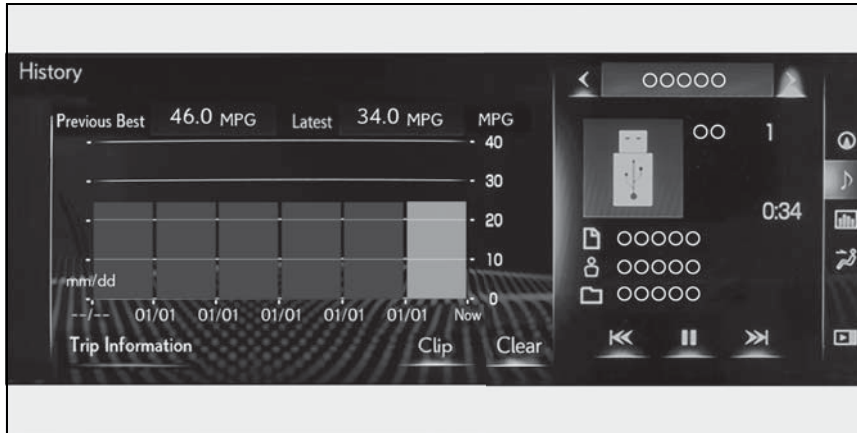 History
Previous Best 46.0 MPG Latest 34.0 MPG MPG
40
30
20
10
0
mm/dd
--/-- 01/01 01/01 01/01 01/01 01/01 Now
Trip Information Clip Clear
OOOOO
OO 1
0:34
OOOOO
OOOOO
OOOOO